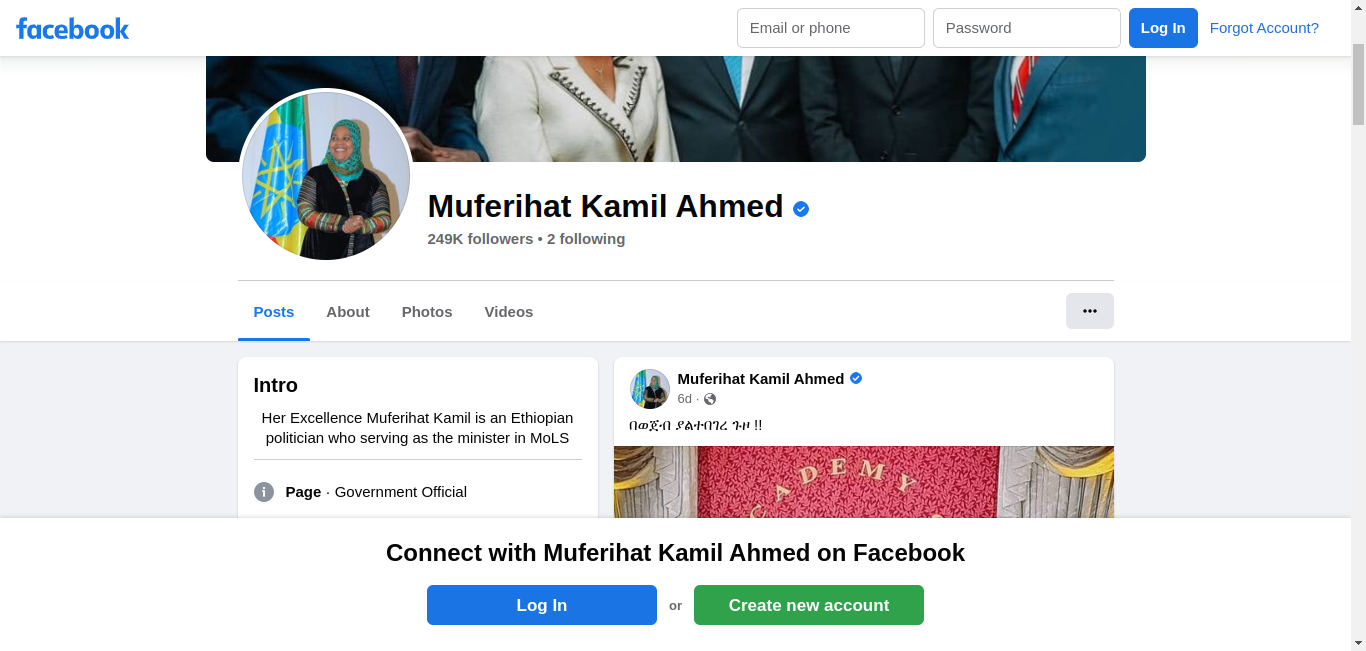 facebook
Email or phone
Password
Log In
Forgot Account?
Muferihat Kamil Ahmed
249K followers • 2 following
Posts
About
Photos
Videos
Intro
Her Excellence Muferihat Kamil is an Ethiopian
politician who serving as the minister in MoLS
Page · Government Official
Muferihat Kamil Ahmed
6d ·
በወጀብ ያልተበገረ ጉዞ !!
CADEMY
Connect with Muferihat Kamil Ahmed on Facebook
Log In
or
Create new account